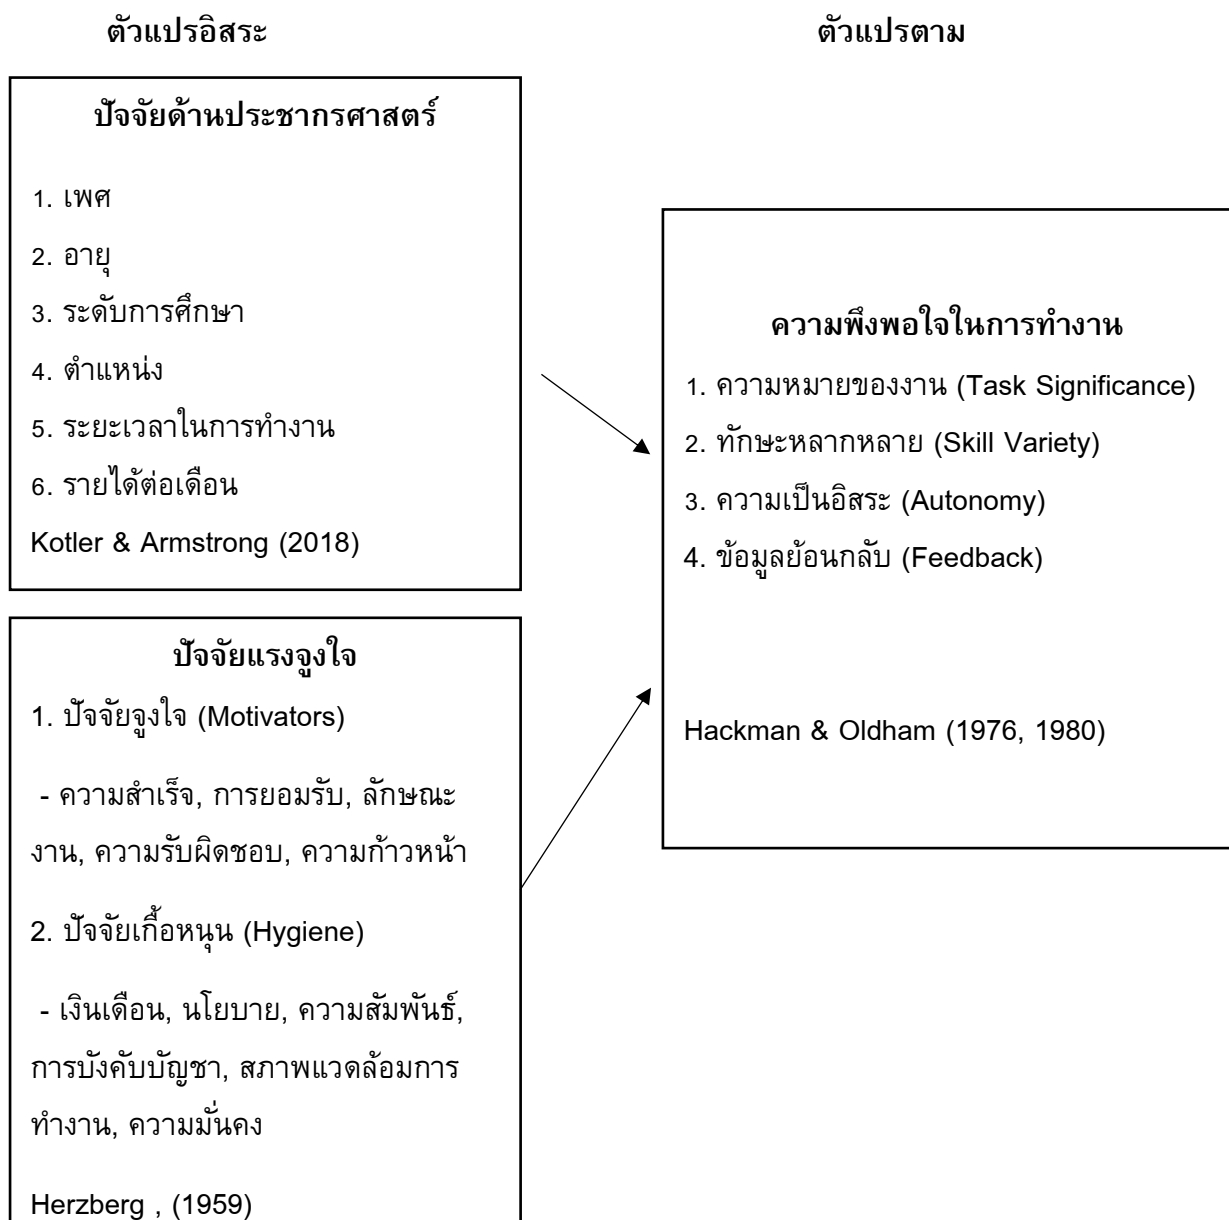 ตัวแปรอิสระ
ตัวแปรตาม
ปัจจัยด้านประชากรศาสตร์
1. เพศ
2. อายุ
3. ระดับการศึกษา
4. ตำแหน่ง
5. ระยะเวลาในการทำงาน
6. รายได้ต่อเดือน
Kotler & Armstrong (2018)
ความพึงพอใจในการทำงาน
1. ความหมายของงาน (Task Significance)
2. ทักษะหลากหลาย (Skill Variety)
3. ความเป็นอิสระ (Autonomy)
4. ข้อมูลย้อนกลับ (Feedback)
Hackman & Oldham (1976, 1980)
ปัจจัยแรงจูงใจ
1. ปัจจัยจูงใจ (Motivators)
- ความสำเร็จ, การยอมรับ, ลักษณะ
งาน, ความรับผิดชอบ, ความก้าวหน้า
2. ปัจจัยเกื้อหนุน (Hygiene)
- เงินเดือน, นโยบาย, ความสัมพันธ์,
การบังคับบัญชา, สภาพแวดล้อมการ
ทำงาน, ความมั่นคง
Herzberg , (1959)